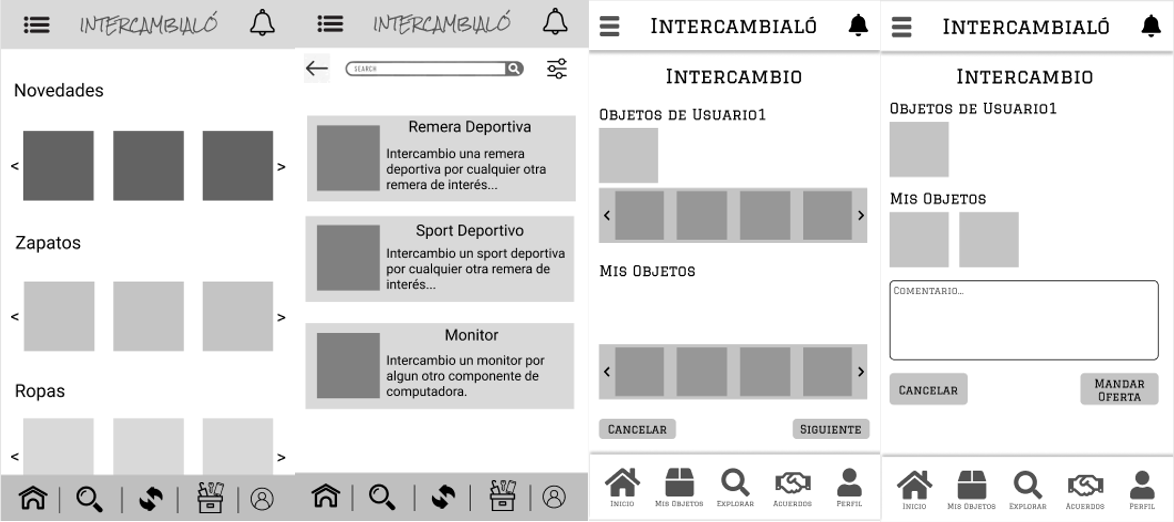 INTERCAMBIALÓ
Novedades
<
>
Zapatos
<
>
Ropas
<
>
INTERCAMBIALÓ
SEARCH
Remera Deportiva
Intercambio una remera
deportiva por cualquier otra
remera de interés...
Sport Deportivo
Intercambio un sport deportiva
por cualquier otra remera de
interés...
Monitor
Intercambio un monitor por
algun otro componente de
computadora.
Intercambialó
Intercambio
Objetos de Usuario1
<
>
Mis Objetos
<
>
Cancelar
Siguiente
Inicio
Mis Objetos
Explorar
Acuerdos
Perfil
Intercambialó
Intercambio
Objetos de Usuario1
Mis Objetos
Comentario...
Cancelar
Mandar
Oferta
Inicio
Mis Objetos
Explorar
Acuerdos
Perfil